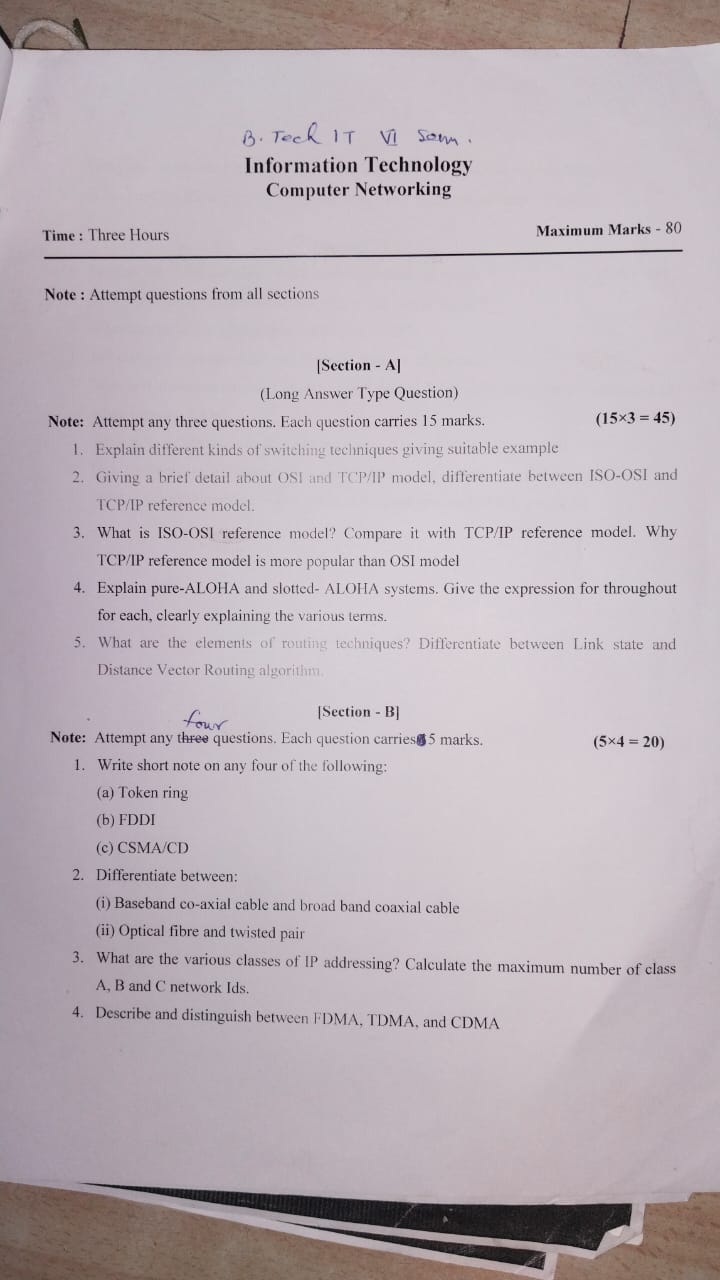 B. Tech IT VI Sem.
Information Technology
Computer Networking
Time : Three Hours
Maximum Marks - 80
Note : Attempt questions from all sections
[Section - A]
(Long Answer Type Question)
Note: Attempt any three questions. Each question carries 15 marks. (15×3 = 45)
1. Explain different kinds of switching techniques giving suitable example
2. Giving a brief detail about OSI and TCP/IP model, differentiate between ISO-OSI and
TCP/IP reference model.
3. What is ISO-OSI reference model? Compare it with TCP/IP reference model. Why
TCP/IP reference model is more popular than OSI model
4. Explain pure-ALOHA and slotted- ALOHA systems. Give the expression for throughout
for each, clearly explaining the various terms.
5. What are the elements of routing techniques? Differentiate between Link state and
Distance Vector Routing algorithm.
[Section - B]
four
Note: Attempt any three questions. Each question carries 5 marks. (5×4 = 20)
1. Write short note on any four of the following:
(a) Token ring
(b) FDDI
(c) CSMA/CD
2. Differentiate between:
(i) Baseband co-axial cable and broad band coaxial cable
(ii) Optical fibre and twisted pair
3. What are the various classes of IP addressing? Calculate the maximum number of class
A, B and C network Ids.
4. Describe and distinguish between FDMA, TDMA, and CDMA